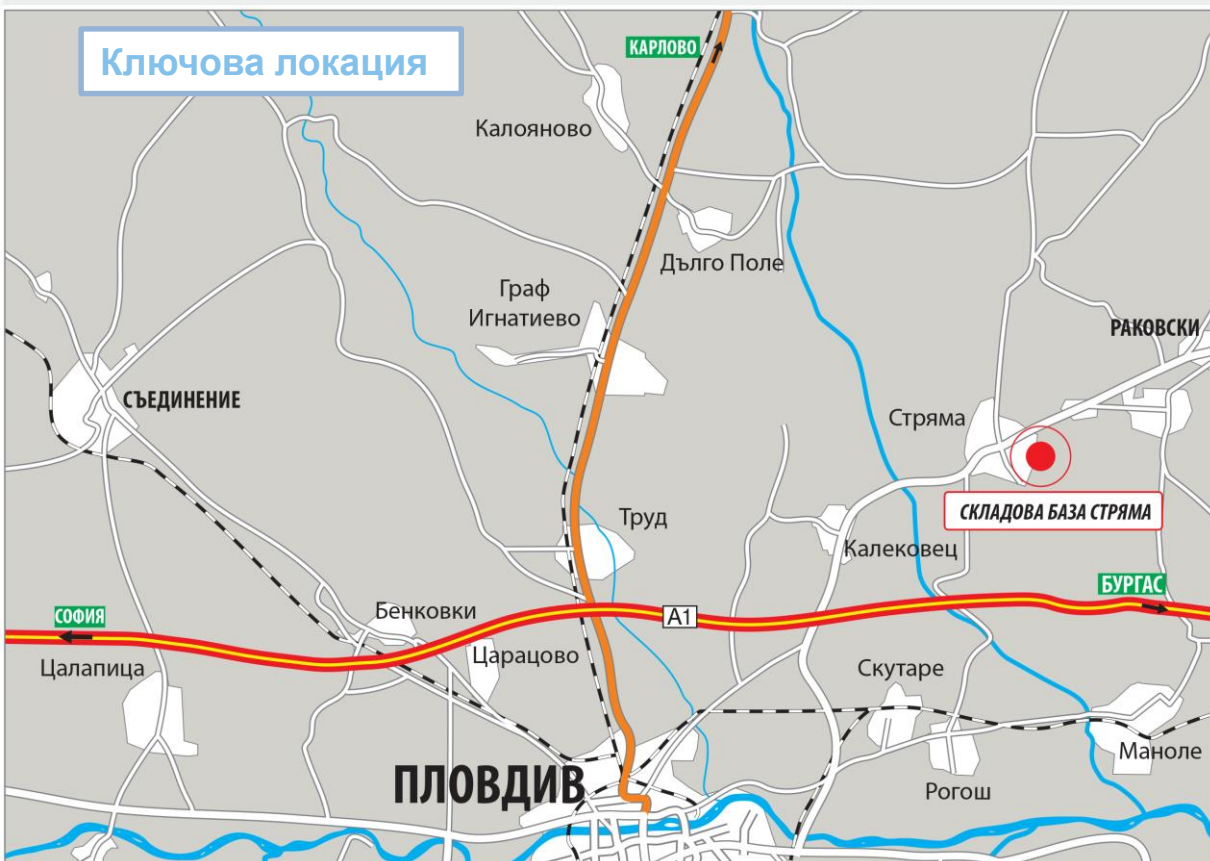 Ключова локация
КАРЛОВО
Калояново
Дълго Поле
Граф
Игнатиево
РАКОВСКИ
СЪЕДИНЕНИЕ
Стряма
СКЛАДОВА БАЗА СТРЯМА
Труд
Калековец
БУРГАС
СОФИЯ
Бенковки
A1
Цалапица
Царацово
Скутаре
Маноле
ПЛОВДИВ
Рогош